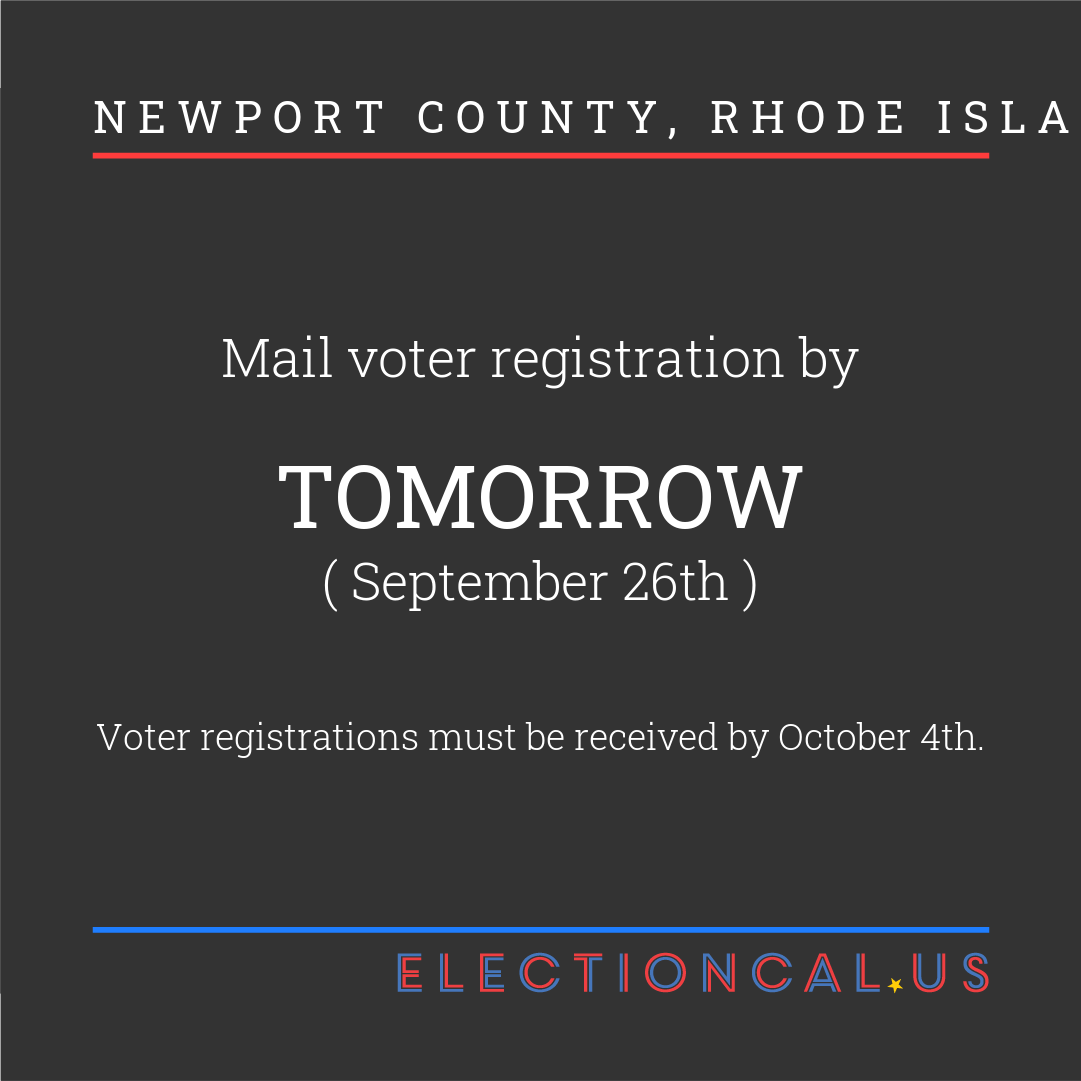 NEWPORT COUNTY, RHODE ISLA
Mail voter registration by
TOMORROW
( September 26th )
Voter registrations must be received by October 4th.
ELECTIONCAL.US